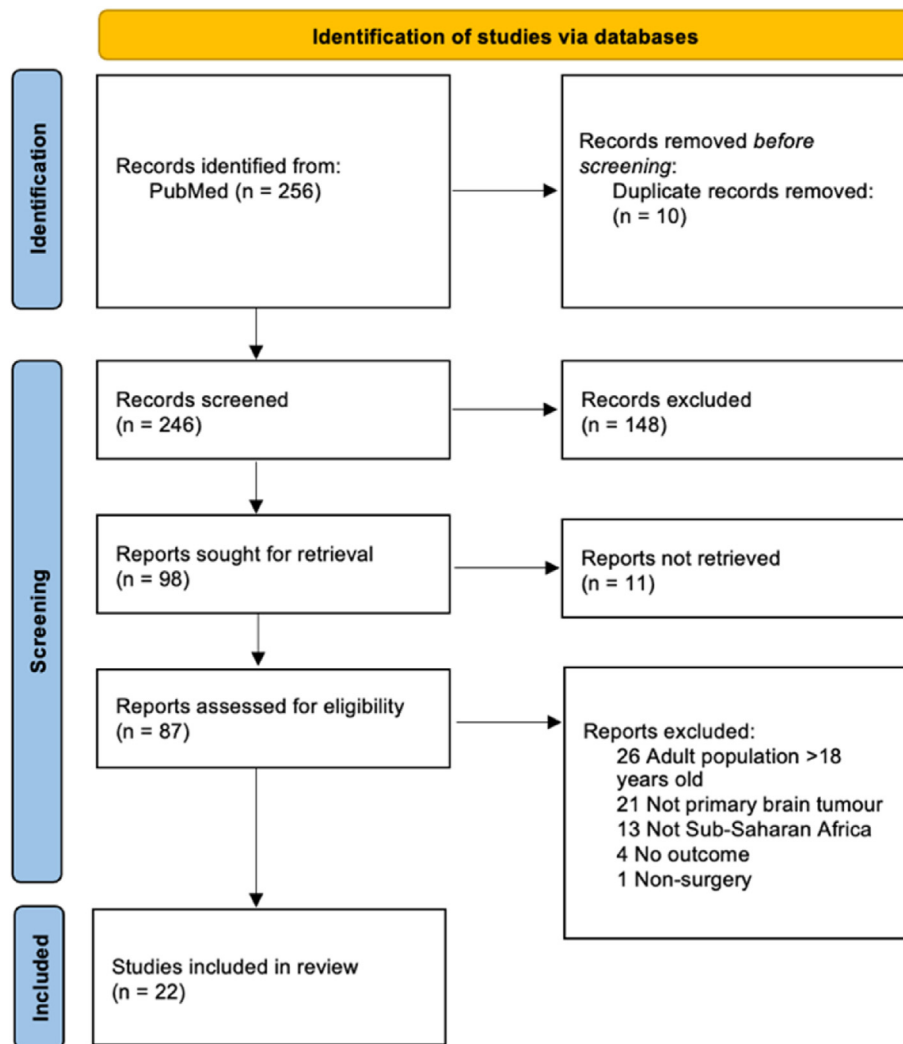 Identification of studies via databases
Identification
Records identified from:
PubMed (n = 256)
Records removed before
screening:
Duplicate records removed:
(n = 10)
Screening
Records screened
(n = 246)
Records excluded
(n = 148)
Reports sought for retrieval
(n = 98)
Reports not retrieved
(n = 11)
Reports assessed for eligibility
(n = 87)
Reports excluded:
26 Adult population >18
years old
21 Not primary brain tumour
13 Not Sub-Saharan Africa
4 No outcome
1 Non-surgery
Included
Studies included in review
(n = 22)